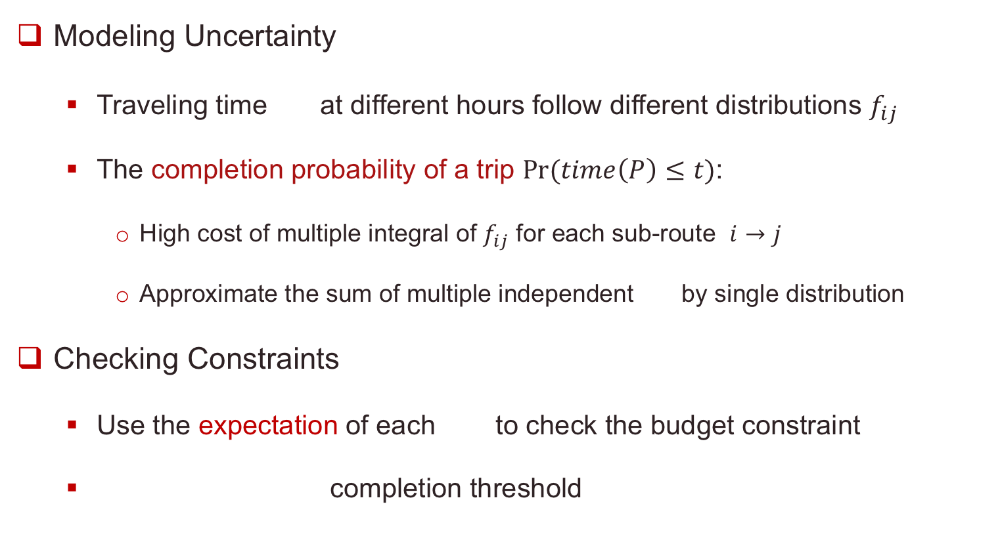 ❑ Modeling Uncertainty
▪ Traveling time at different hours follow different distributions f_{ij}
▪ The completion probability of a trip Pr(time(P) ≤ t):
o High cost of multiple integral of f_{ij} for each sub-route i → j
o Approximate the sum of multiple independent by single distribution
❑ Checking Constraints
▪ Use the expectation of each to check the budget constraint
▪ completion threshold